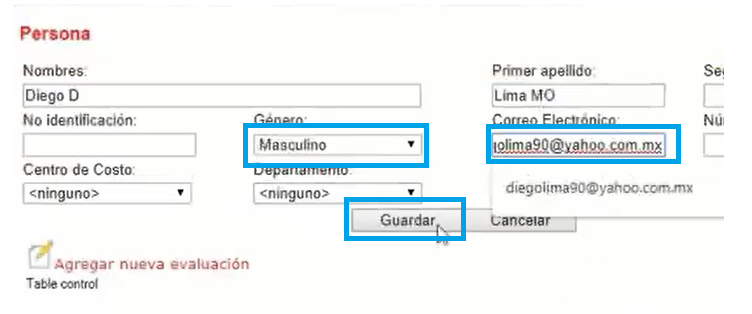 Persona
Nombres: Primer apellido: Seg
Diego D Lima MO
No identificación: Género: Correo Electrónico: Nú
Masculino golima90@yahoo.com.mx
Centro de Costo: Departamento: diegolima90@yahoo.com.mx
<ninguno> <ninguno>
Guardar Cancelar
Agregar nueva evaluación
Table control